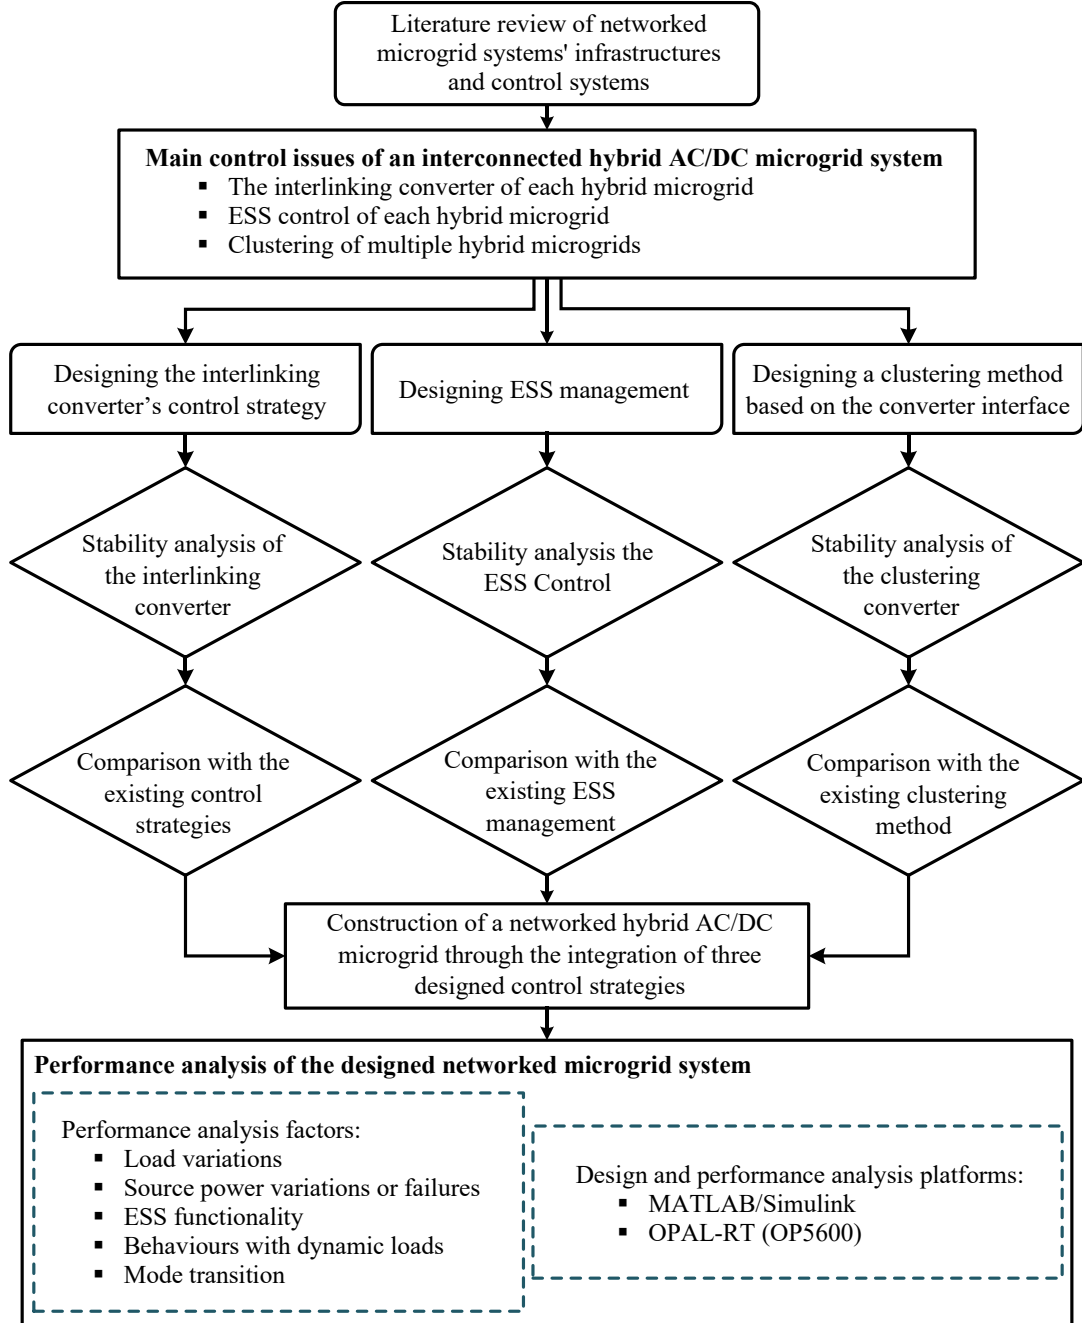 Literature review of networked
microgrid systems' infrastructures
and control systems
Main control issues of an interconnected hybrid AC/DC microgrid system
▪ The interlinking converter of each hybrid microgrid
▪ ESS control of each hybrid microgrid
▪ Clustering of multiple hybrid microgrids
Designing the interlinking
converter’s control strategy
Designing ESS management
Designing a clustering method
based on the converter interface
Stability analysis of
the interlinking
converter
Stability analysis the
ESS Control
Stability analysis of
the clustering
converter
Comparison with the
existing control
strategies
Comparison with the
existing ESS
management
Comparison with the
existing clustering
method
Construction of a networked hybrid AC/DC
microgrid through the integration of three
designed control strategies
Performance analysis of the designed networked microgrid system
Performance analysis factors:
▪ Load variations
▪ Source power variations or failures
▪ ESS functionality
▪ Behaviours with dynamic loads
▪ Mode transition
Design and performance analysis platforms:
▪ MATLAB/Simulink
▪ OPAL-RT (OP5600)